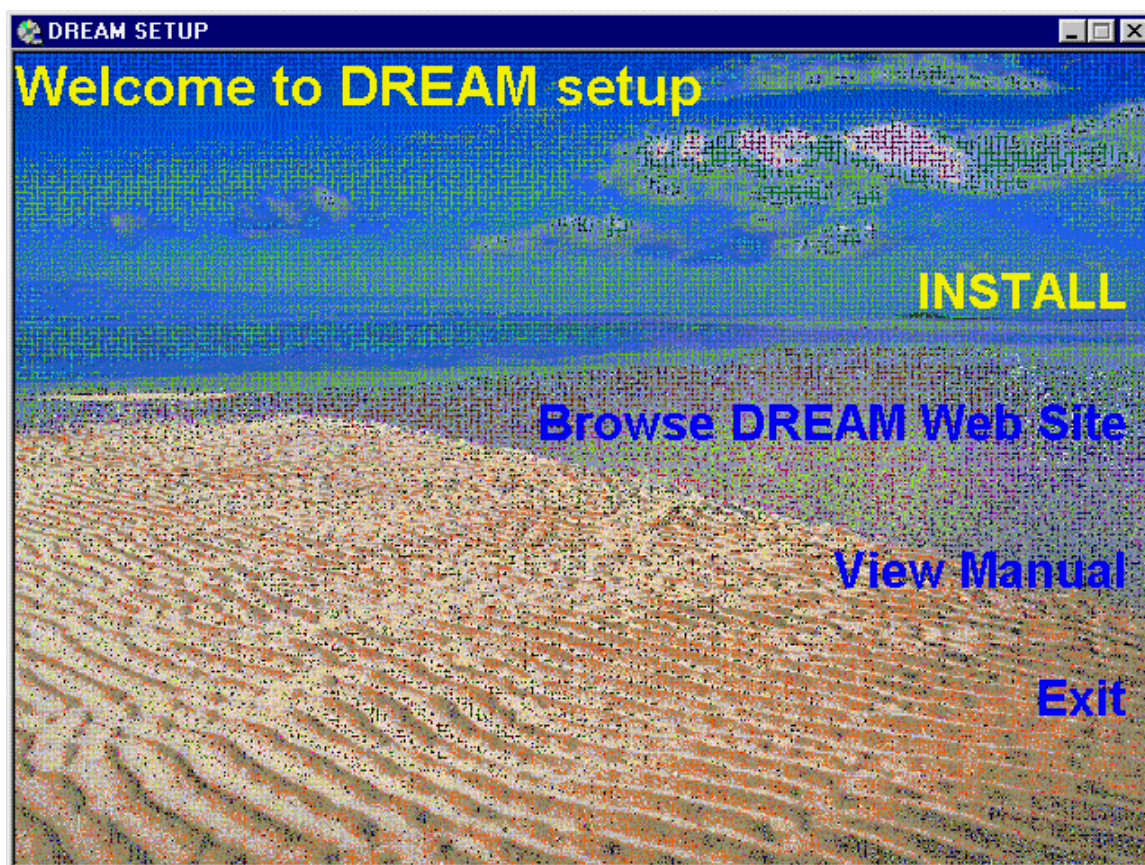 DREAM SETUP
Welcome to DREAM setup
INSTALL
Browse DREAM Web Site
View Manual
Exit